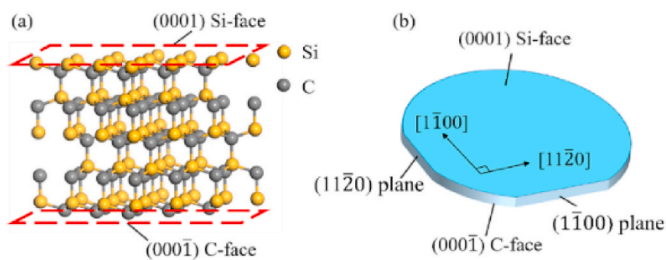 (a)
(0001) Si-face
Si
C
(0001̅) C-face
(b)
(0001) Si-face
[11̅00]
[112̅0]
(112̅0) plane
(11̅00) plane
(0001̅) C-face